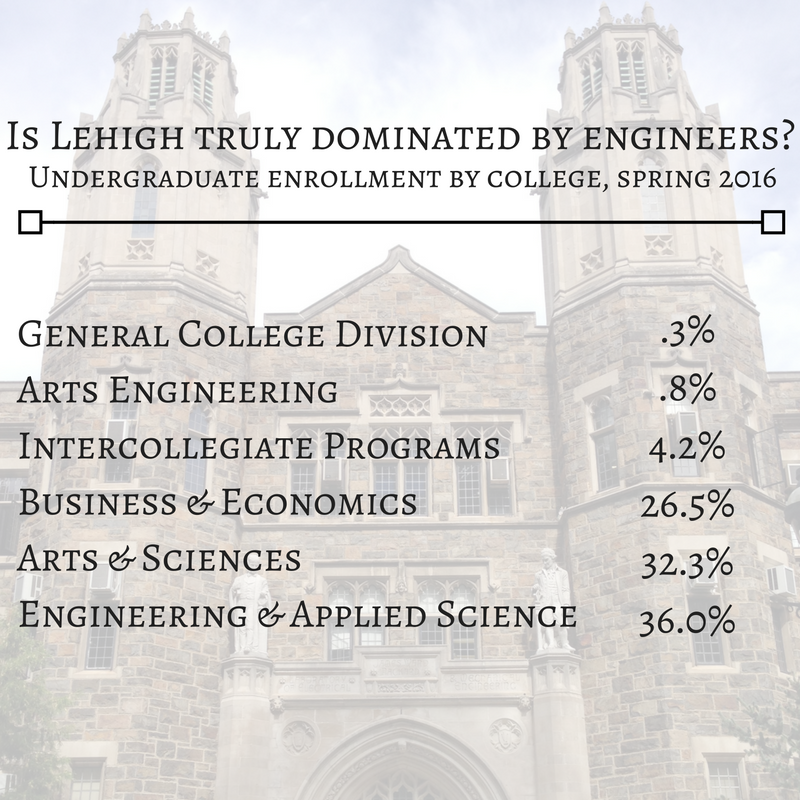 Is Lehigh truly dominated by engineers?
Undergraduate enrollment by college, spring 2016
General College Division .3%
Arts Engineering .8%
Intercollegiate Programs 4.2%
Business & Economics 26.5%
Arts & Sciences 32.3%
Engineering & Applied Science 36.0%